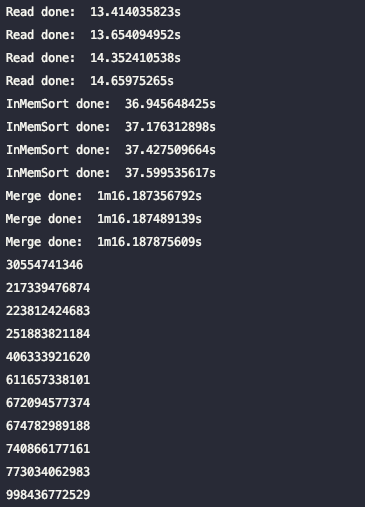 Read done:  13.414035823s
Read done:  13.654094952s
Read done:  14.352410538s
Read done:  14.65975265s
InMemSort done:  36.945648425s
InMemSort done:  37.176312898s
InMemSort done:  37.427509664s
InMemSort done:  37.599535617s
Merge done:  1m16.187356792s
Merge done:  1m16.187489139s
Merge done:  1m16.187875609s
30554741346
217339476874
223812424683
251883821184
406333921620
611657338101
672094577374
674782989188
740866177161
773034062983
998436772529